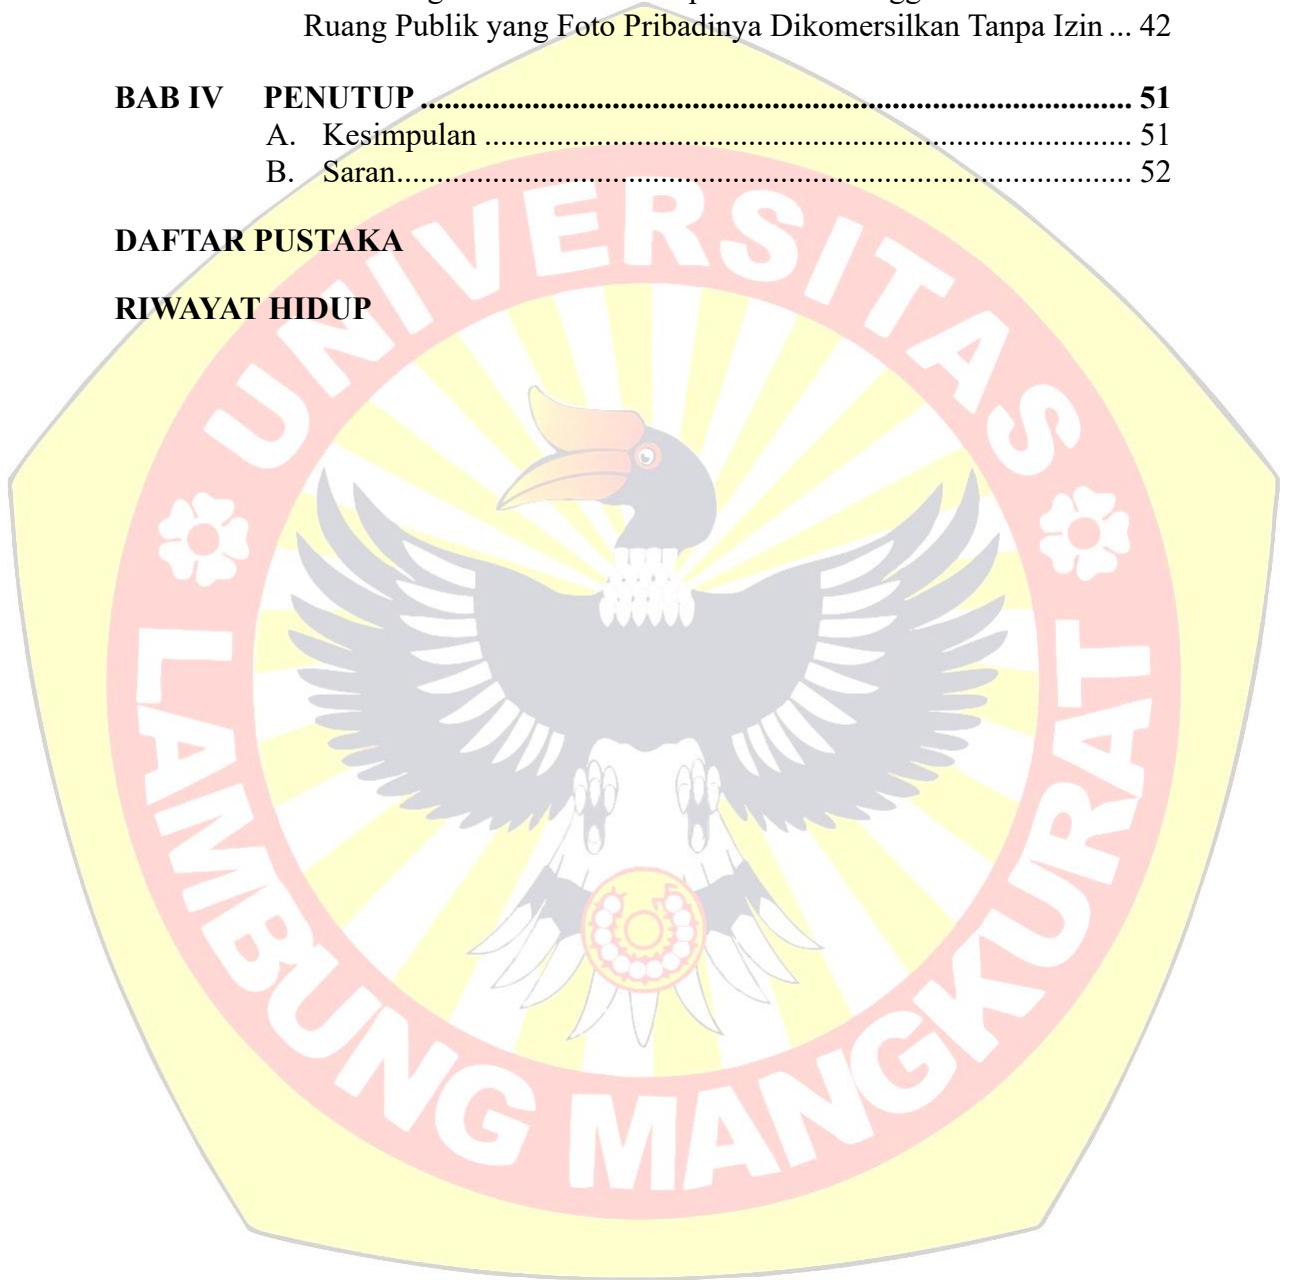 Ruang Publik yang Foto Pribadinya Dikomersilkan Tanpa Izin ... 42
BAB IV PENUTUP ........................................................................................ 51
A. Kesimpulan ................................................................................ 51
B. Saran........................................................................................... 52
DAFTAR PUSTAKA
RIWAYAT HIDUP
UNIVERSITAS
LAMBUNG MANGKURAT